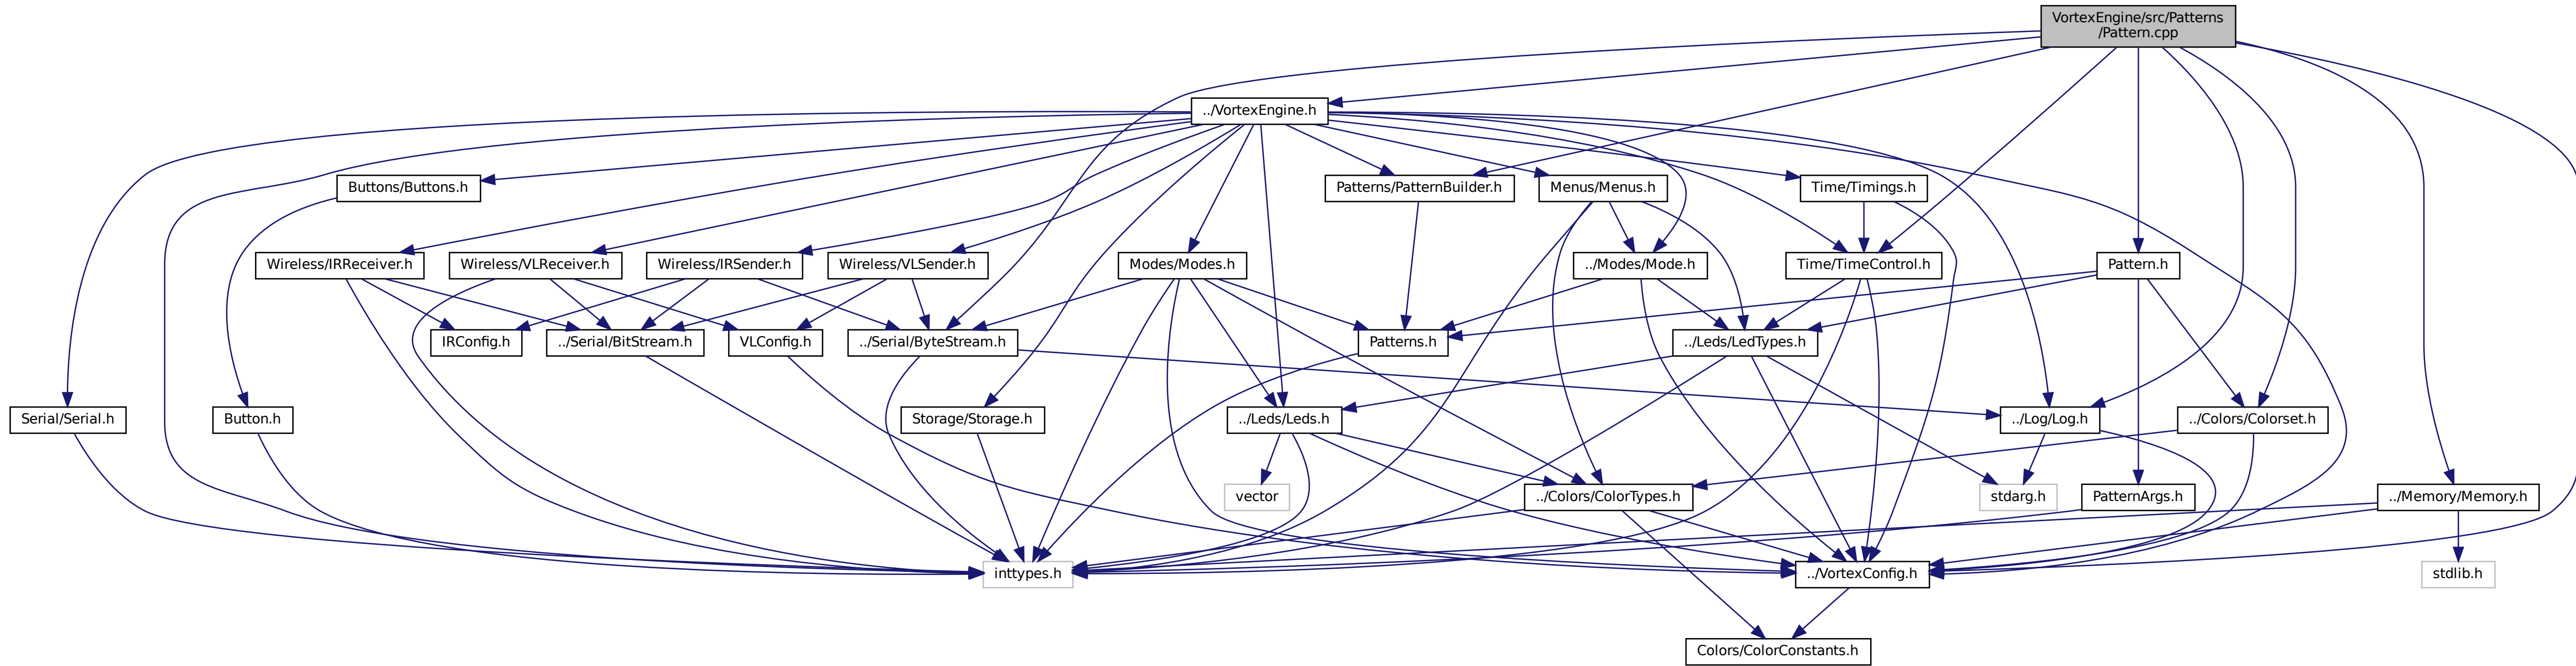 VortexEngine/src/Patterns
/Pattern.cpp
../VortexEngine.h
Buttons/Buttons.h
Patterns/PatternBuilder.h
Menus/Menus.h
Time/Timings.h
Wireless/IRReceiver.h
Wireless/VLReceiver.h
Wireless/IRSender.h
Wireless/VLSender.h
Modes/Modes.h
../Modes/Mode.h
Time/TimeControl.h
Pattern.h
IRConfig.h
../Serial/BitStream.h
VLConfig.h
../Serial/ByteStream.h
Patterns.h
../Leds/LedTypes.h
Serial/Serial.h
Button.h
Storage/Storage.h
../Leds/Leds.h
../Log/Log.h
../Colors/Colorset.h
vector
../Colors/ColorTypes.h
stdarg.h
PatternArgs.h
../Memory/Memory.h
inttypes.h
../VortexConfig.h
stdlib.h
Colors/ColorConstants.h